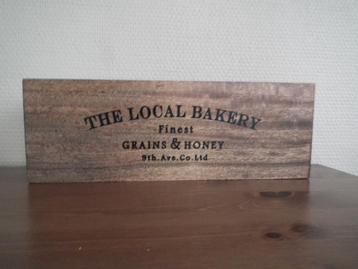 THE LOCAL BAKERY
Finest
GRAINS & HONEY
9th.Ave.Co.Ltd